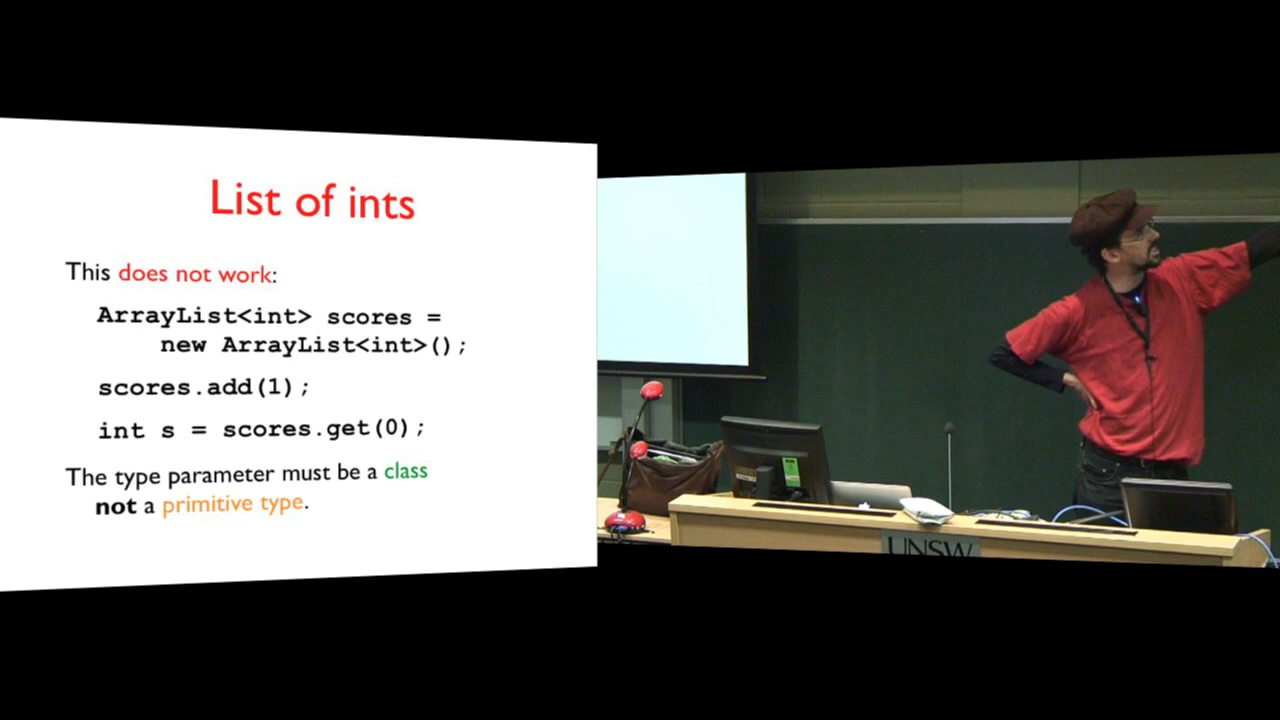 List of ints
This does not work:
ArrayList<int> scores =
new ArrayList<int>();
scores.add(1);
int s = scores.get(0);
The type parameter must be a class
not a primitive type.
UNSW